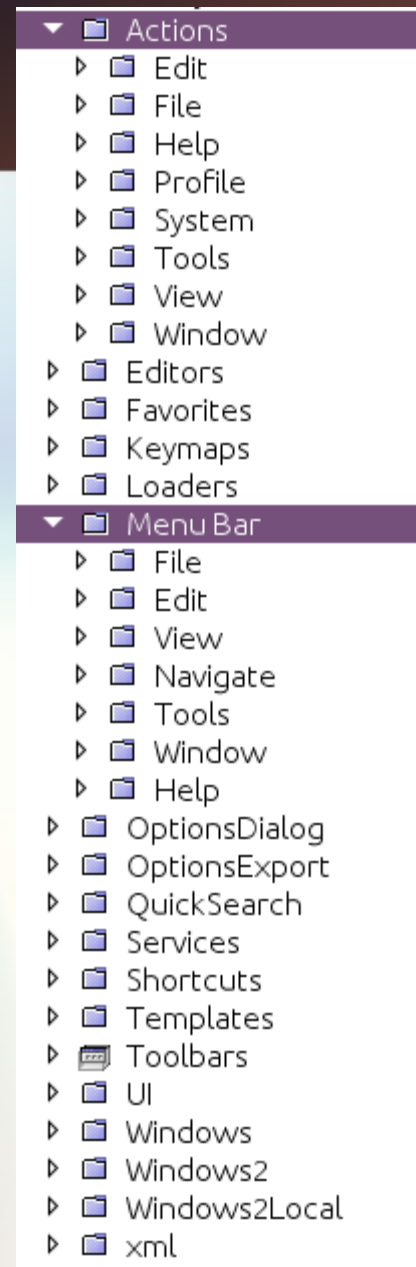 Actions
Edit
File
Help
Profile
System
Tools
View
Window
Editors
Favorites
Keymaps
Loaders
Menu Bar
File
Edit
View
Navigate
Tools
Window
Help
OptionsDialog
OptionsExport
QuickSearch
Services
Shortcuts
Templates
Toolbars
UI
Windows
Windows2
Windows2Local
xml